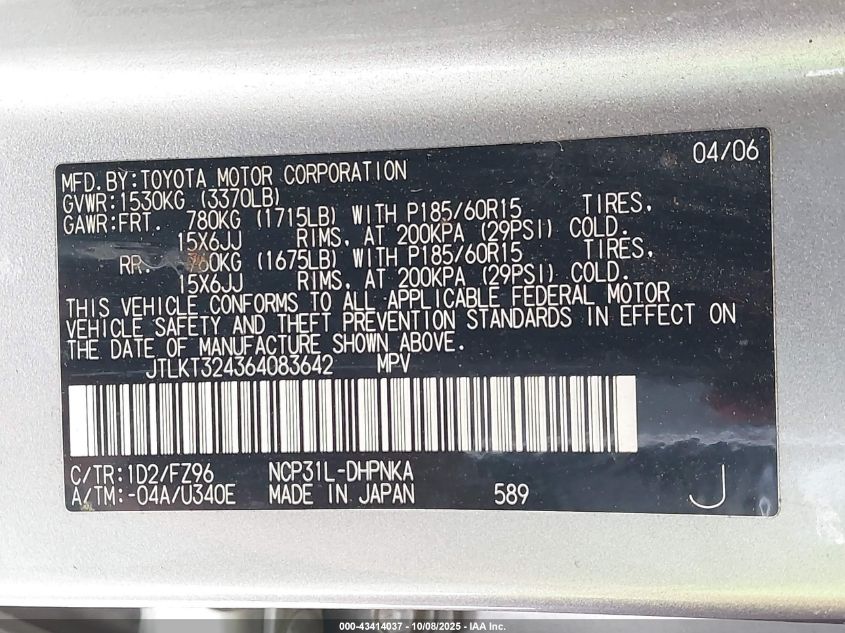 04/06
MFD.BY:TOYOTA MOTOR CORPORATION
GVWR:1530KG (3370LB)
GAWR:FRT. 780KG (1715LB) WITH P185/60R15 TIRES,
15X6JJ RIMS, AT 200KPA (29PSI) COLD.
RR. 760KG (1675LB) WITH P185/60R15 TIRES,
15X6JJ RIMS, AT 200KPA (29PSI) COLD.
THIS VEHICLE CONFORMS TO ALL APPLICABLE FEDERAL MOTOR
VEHICLE SAFETY AND THEFT PREVENTION STANDARDS IN EFFECT ON
THE DATE OF MANUFACTURE SHOWN ABOVE.
JTLKT324364083642 MPV
C/TR:1D2/FZ96 NCP31L-DHPNKA
A/TM:-04A/U340E MADE IN JAPAN 589 J
000-43414037 - 10/08/2025 - IAA Inc.